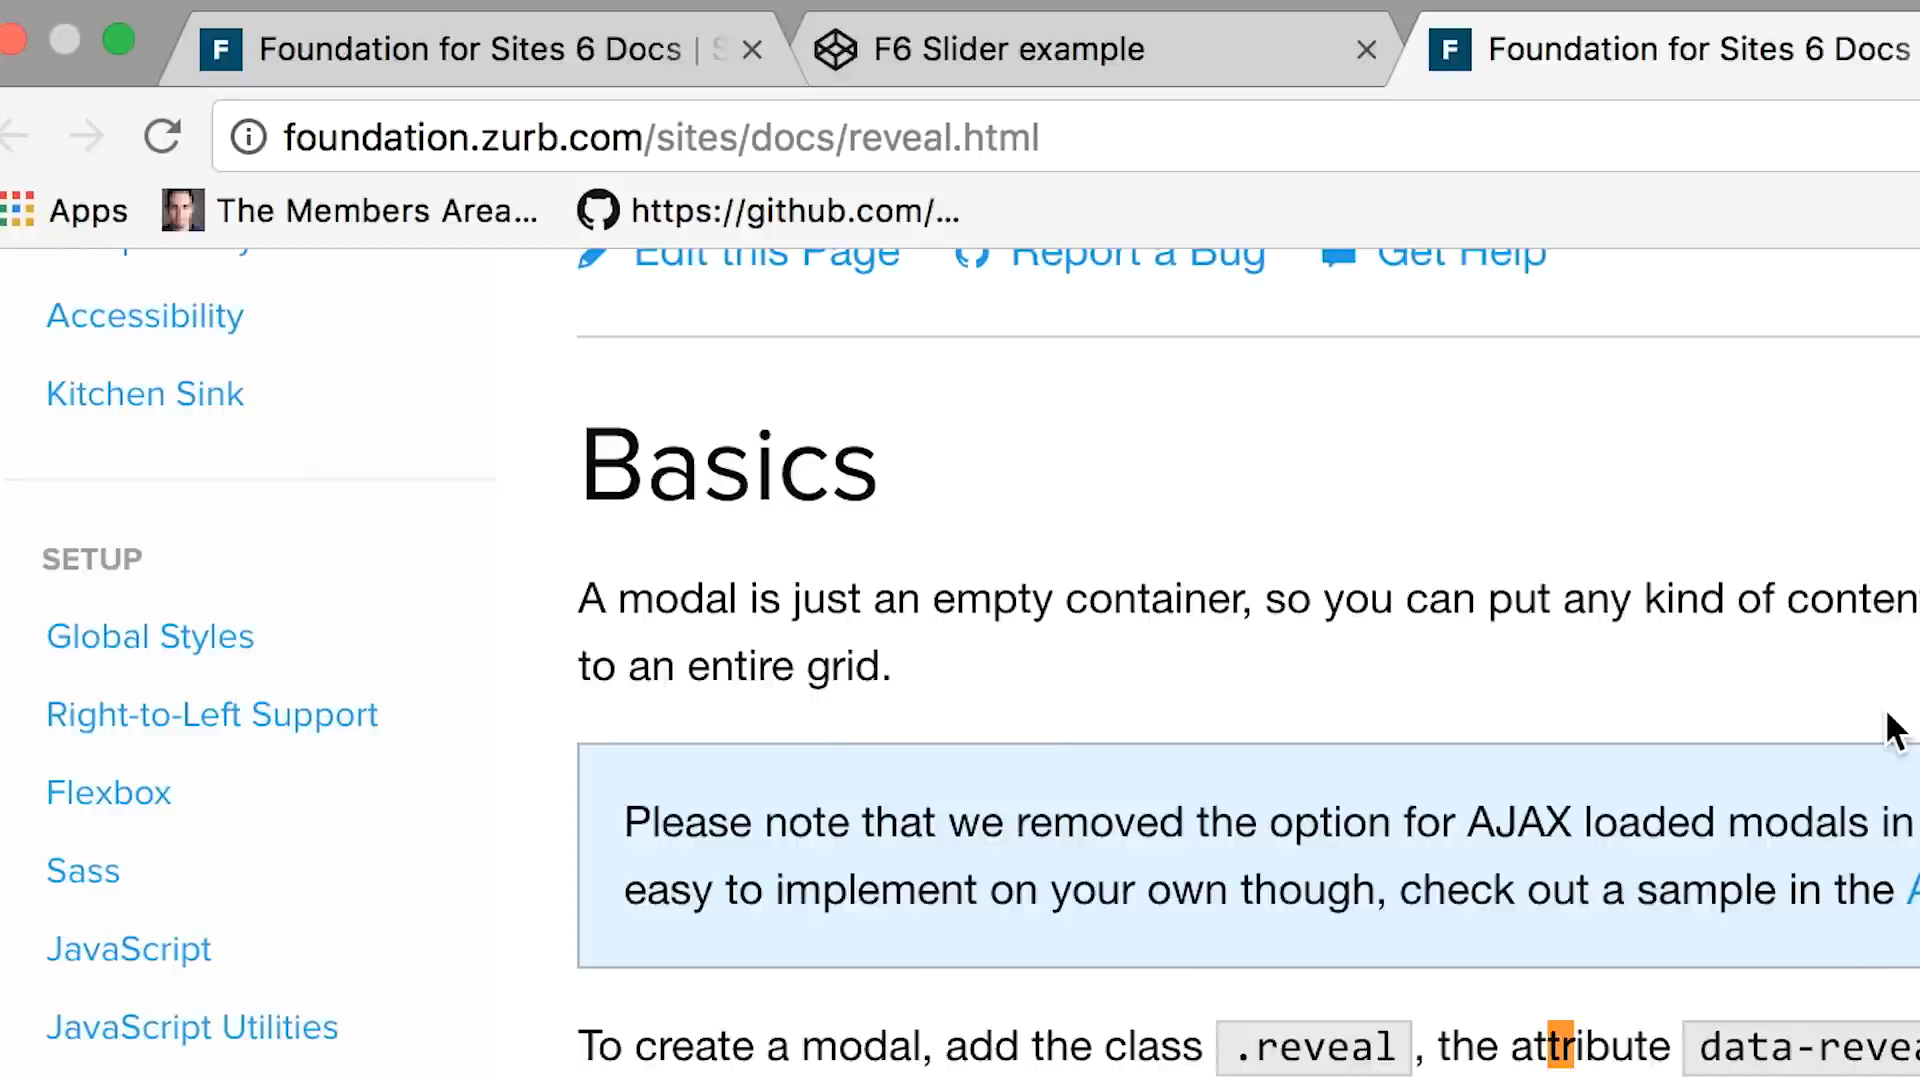 Foundation for Sites 6 Docs |
F6 Slider example
Foundation for Sites 6 Docs
foundation.zurb.com/sites/docs/reveal.html
Apps
The Members Area...
https://github.com/...
Edit this Page
Report a Bug
Get Help
Accessibility
Kitchen Sink
SETUP
Global Styles
Right-to-Left Support
Flexbox
Sass
JavaScript
JavaScript Utilities
Basics
A modal is just an empty container, so you can put any kind of content
to an entire grid.
Please note that we removed the option for AJAX loaded modals in
easy to implement on your own though, check out a sample in the
To create a modal, add the class .reveal, the attribute data-revea